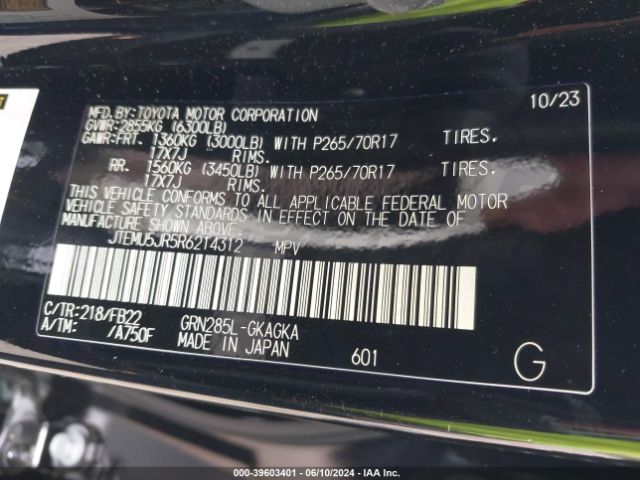 10/23
MFD.BY:TOYOTA MOTOR CORPORATION
GVWR:2855KG (6300LB)
GAWR:FRT. 1360KG (3000LB) WITH P265/70R17 TIRES.
17X7J RIMS.
RR. 1560KG (3450LB) WITH P265/70R17 TIRES.
17X7J RIMS.
THIS VEHICLE CONFORMS TO ALL APPLICABLE FEDERAL MOTOR
VEHICLE SAFETY STANDARDS IN EFFECT ON THE DATE OF
MANUFACTURE SHOWN ABOVE.
JTEMU5JR5R6214312 MPV
C/TR:218/FB22 GRN285L-GKAGKA
A/TM: /A750F MADE IN JAPAN 601
G
000-39603401 - 06/10/2024 - IAA Inc.